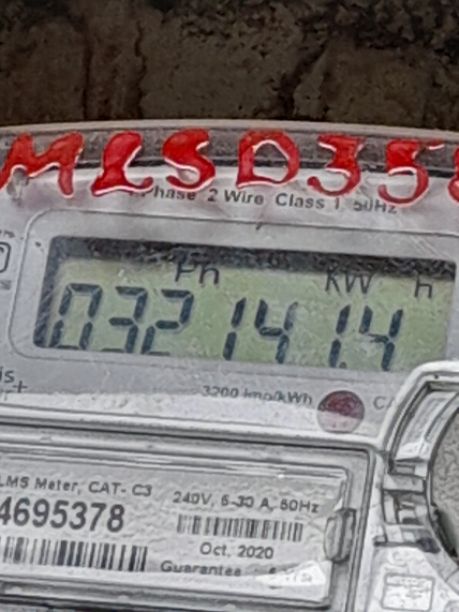 MLSD35
Phase 2 Wire Class 1 50Hz
Ph kW h
032141.4
3200 imp/kWh
LMS Meter, CAT- C3
240V, 5-30 A, 50Hz
4695378
Oct. 2020
Guarantee :